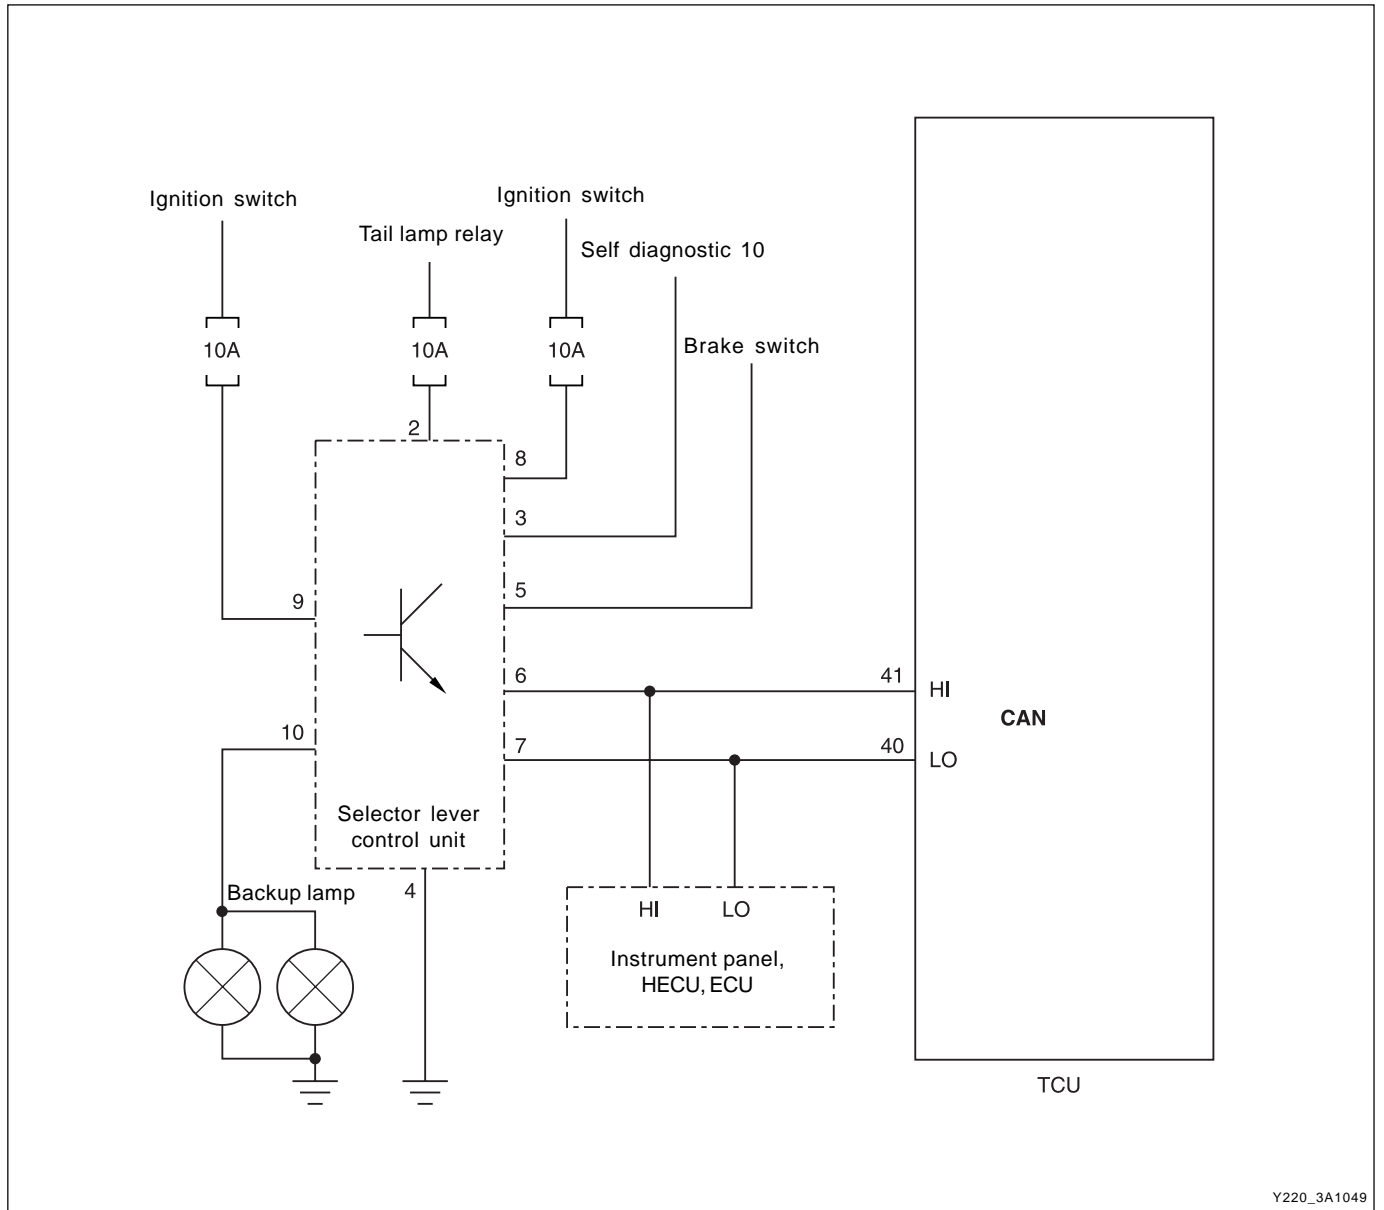 Ignition switch
Ignition switch
Tail lamp relay
Self diagnostic 10
Brake switch
10A
10A
10A
2
8
3
5
9
6
41
HI
CAN
10
7
40
LO
Selector lever
control unit
4
Backup lamp
HI
LO
Instrument panel,
HECU, ECU
TCU
Y220_3A1049